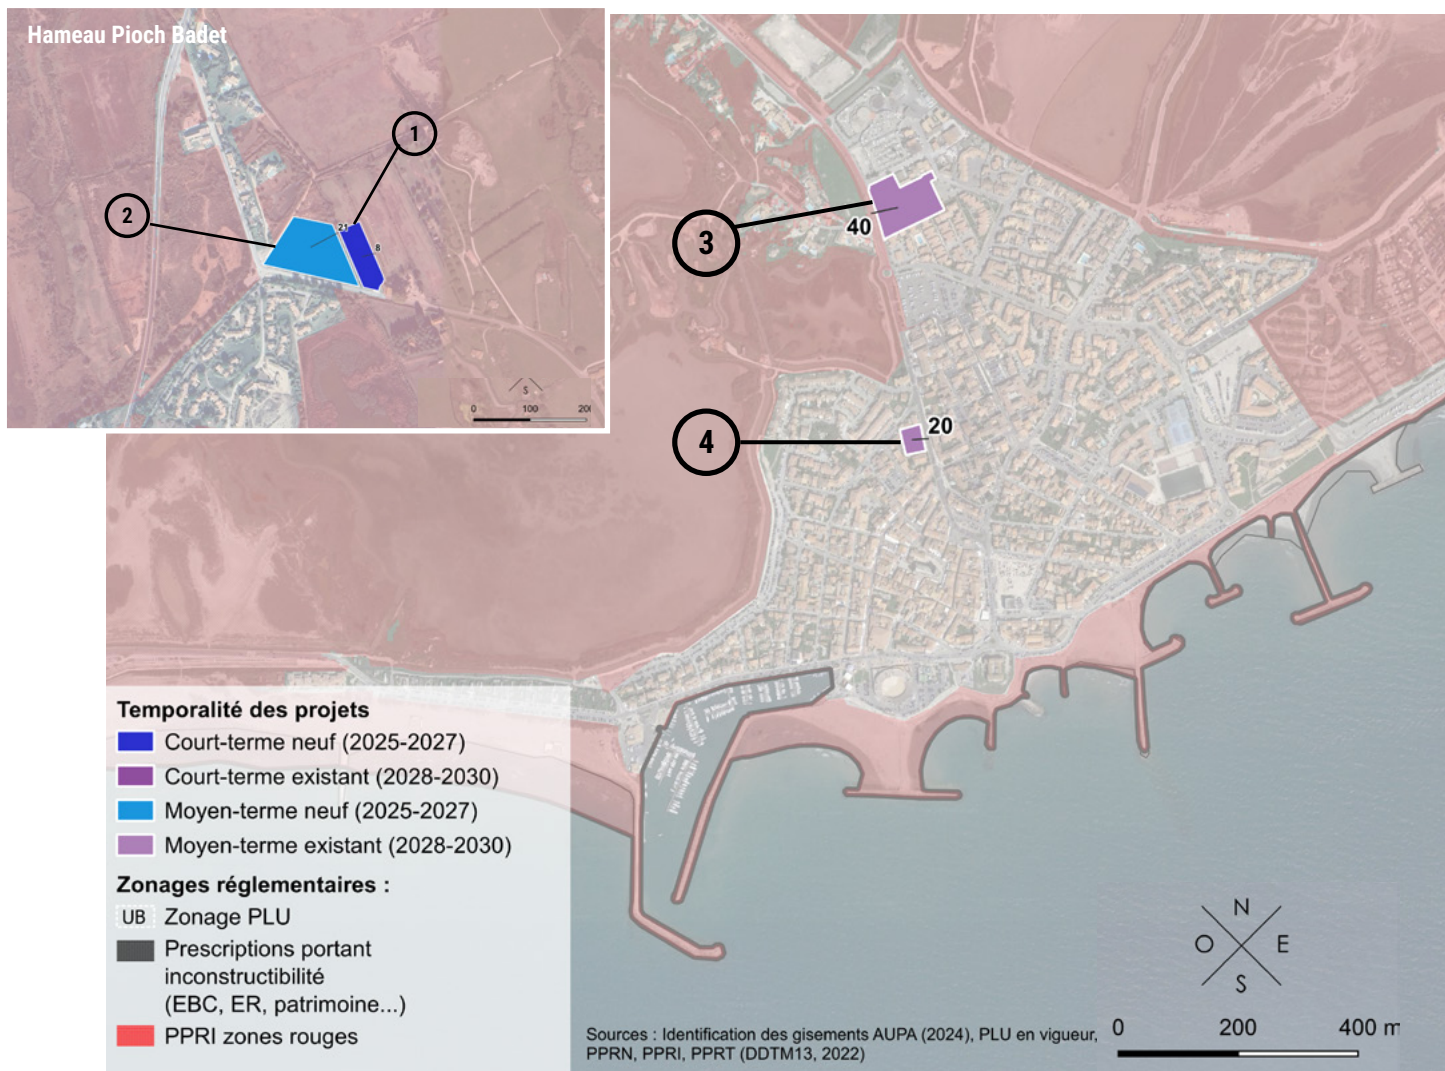 Hameau Pioch Badet
1
2
21
8
S
0 100 200
3
40
4
20
Temporalité des projets
Court-terme neuf (2025-2027)
Court-terme existant (2028-2030)
Moyen-terme neuf (2025-2027)
Moyen-terme existant (2028-2030)
Zonages réglementaires :
UB Zonage PLU
Prescriptions portant
inconstructibilité
(EBC, ER, patrimoine...)
PPRI zones rouges
N
O E
S
Sources : Identification des gisements AUPA (2024), PLU en vigueur,
PPRN, PPRI, PPRT (DDTM13, 2022)
0 200 400 m